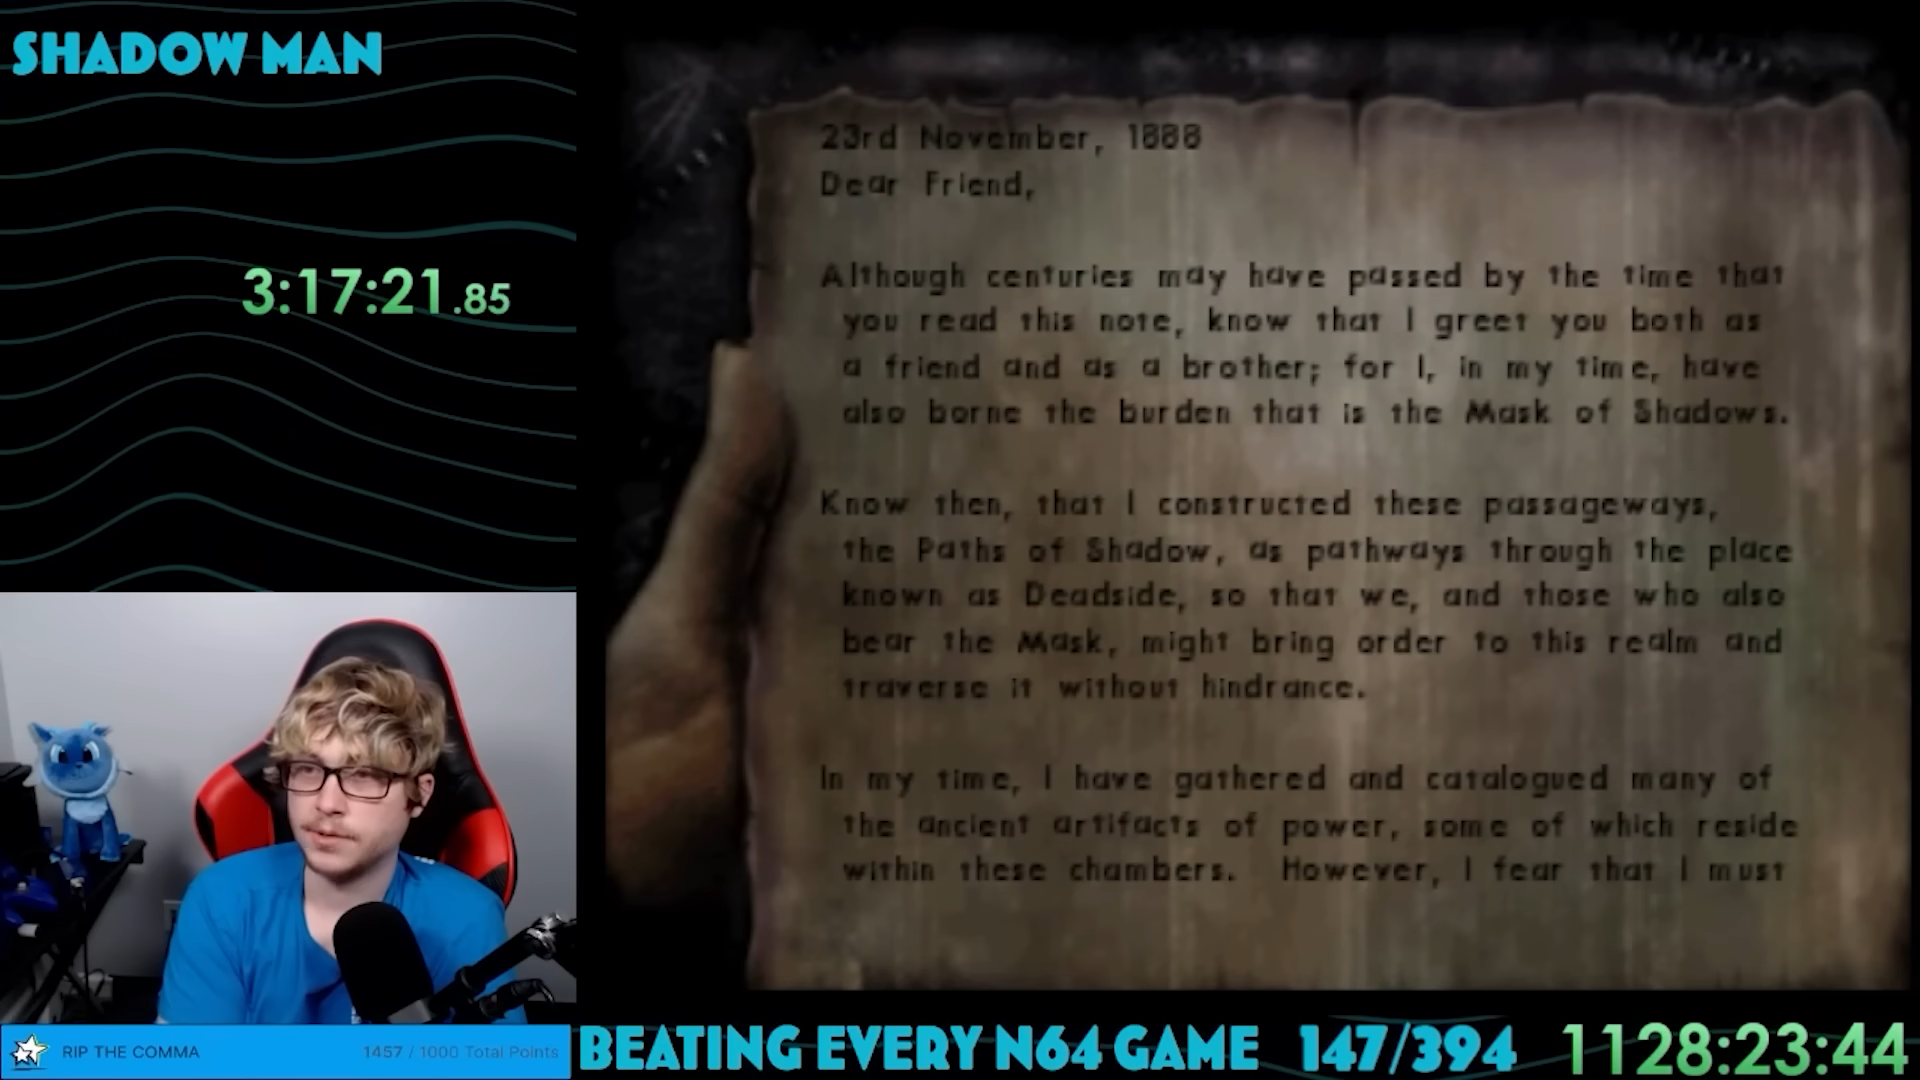 SHADOW MAN
3:17:21.85
23rd November, 1888
Dear Friend,
Although centuries may have passed by the time that
you read this note, know that I greet you both as
a friend and as a brother; for I, in my time, have
also borne the burden that is the Mask of Shadows.
Know then, that I constructed these passageways,
the Paths of Shadow, as pathways through the place
known as Deadside, so that we, and those who also
bear the Mask, might bring order to this realm and
traverse it without hindrance.
In my time, I have gathered and catalogued many of
the ancient artifacts of power, some of which reside
within these chambers. However, I fear that I must
RIP THE COMMA
1457 / 1000 Total Points
BEATING EVERY N64 GAME 147/394 1128:23:44